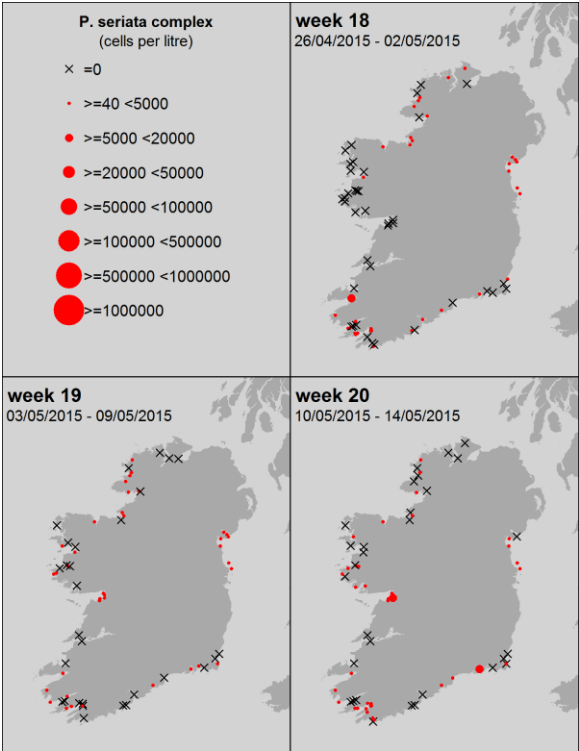 P. seriata complex
(cells per litre)
=0
>=40 <5000
>=5000 <20000
>=20000 <50000
>=50000 <100000
>=100000 <500000
>=500000 <1000000
>=1000000
week 18
26/04/2015 - 02/05/2015
week 19
03/05/2015 - 09/05/2015
week 20
10/05/2015 - 14/05/2015